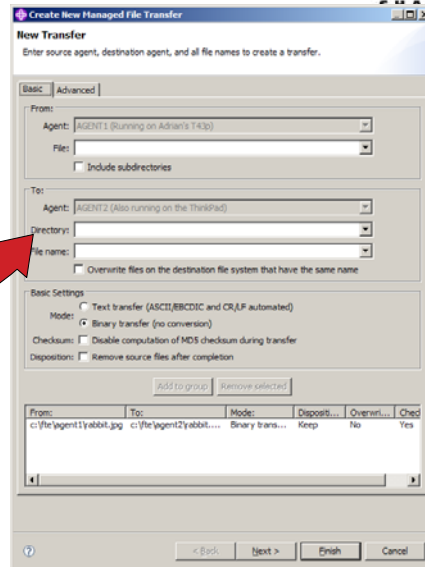 Create New Managed File Transfer
New Transfer
Enter source agent, destination agent, and all file names to create a transfer.
Basic Advanced
From:
Agent: AGENT1 (Running on Adrian's T43p)
File:
Include subdirectories
To:
Agent: AGENT2 (Also running on the ThinkPad)
Directory:
File name:
Overwrite files on the destination file system that have the same name
Basic Settings
Mode:
Text transfer (ASCII/EBCDIC and CR/LF automated)
Binary transfer (no conversion)
Checksum: Disable computation of MD5 checksum during transfer
Disposition: Remove source files after completion
Add to group Remove selected
From: To: Mode: Dispositi... Overwri... Chec
c:\fte\agent1\rabbit.jpg c:\fte\agent2\rabbit.... Binary trans... Keep No Yes
? < Back Next > Finish Cancel